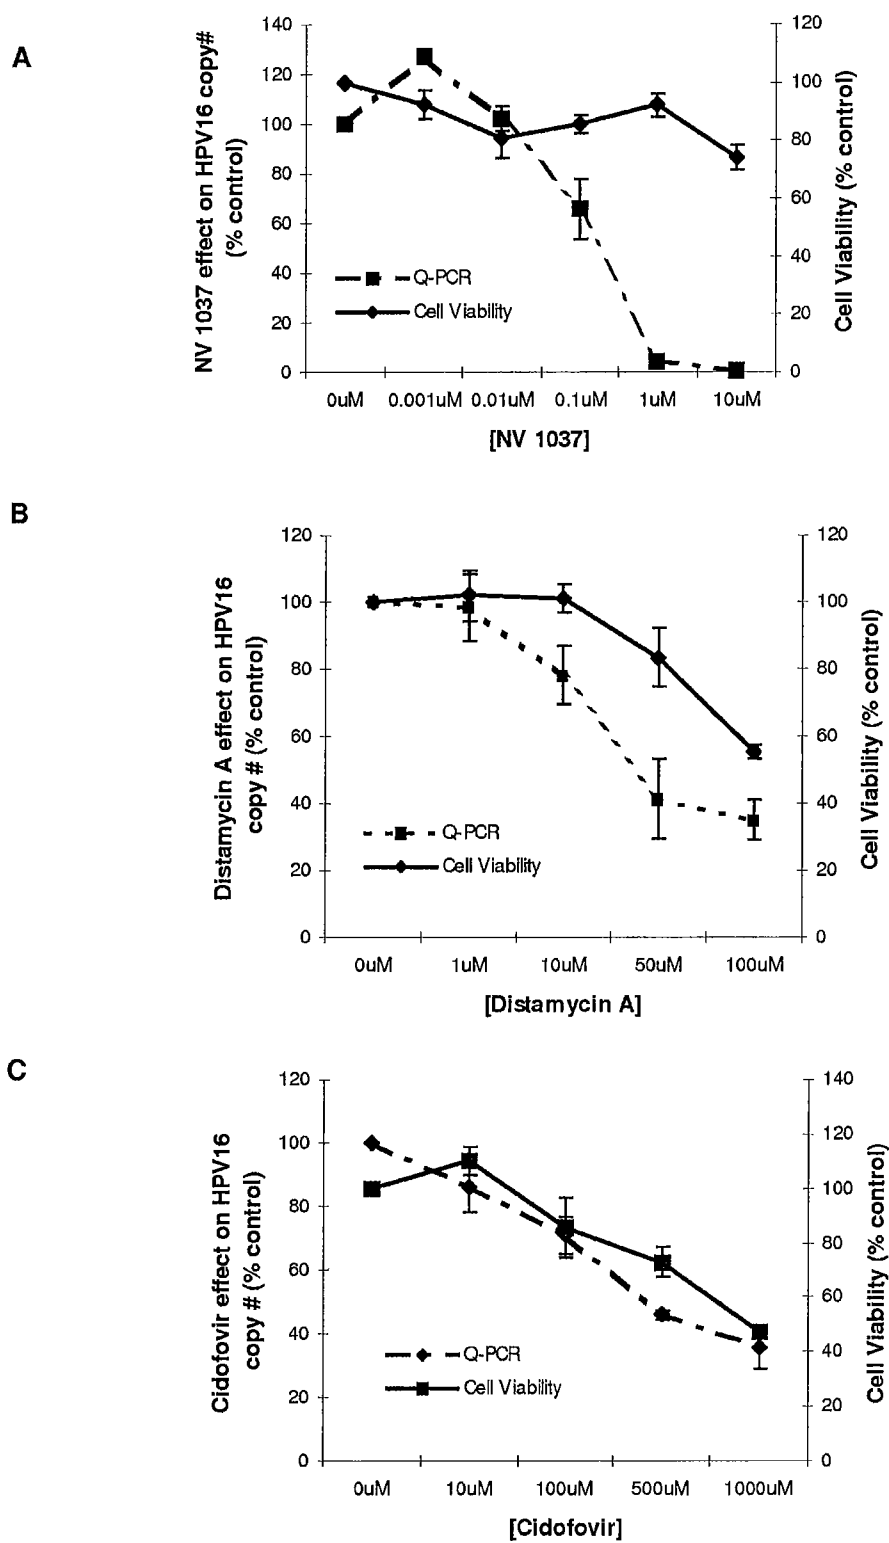 A
NV 1037 effect on HPV16 copy#
(% control)
140
120
100
80
60
40
20
0
120
100
80
60
40
20
0
Cell Viability (% control)
Q-PCR
Cell Viability
0uM 0.001uM 0.01uM 0.1uM 1uM 10uM
[NV 1037]
B
Distamycin A effect on HPV16
copy # (% control)
120
100
80
60
40
20
0
120
100
80
60
40
20
0
Cell Viability (% control)
Q-PCR
Cell Viability
0uM 1uM 10uM 50uM 100uM
[Distamycin A]
C
Cidofovir effect on HPV16
copy # (% control)
120
100
80
60
40
20
0
140
120
100
80
60
40
20
0
Cell Viability (% control)
Q-PCR
Cell Viability
0uM 10uM 100uM 500uM 1000uM
[Cidofovir]